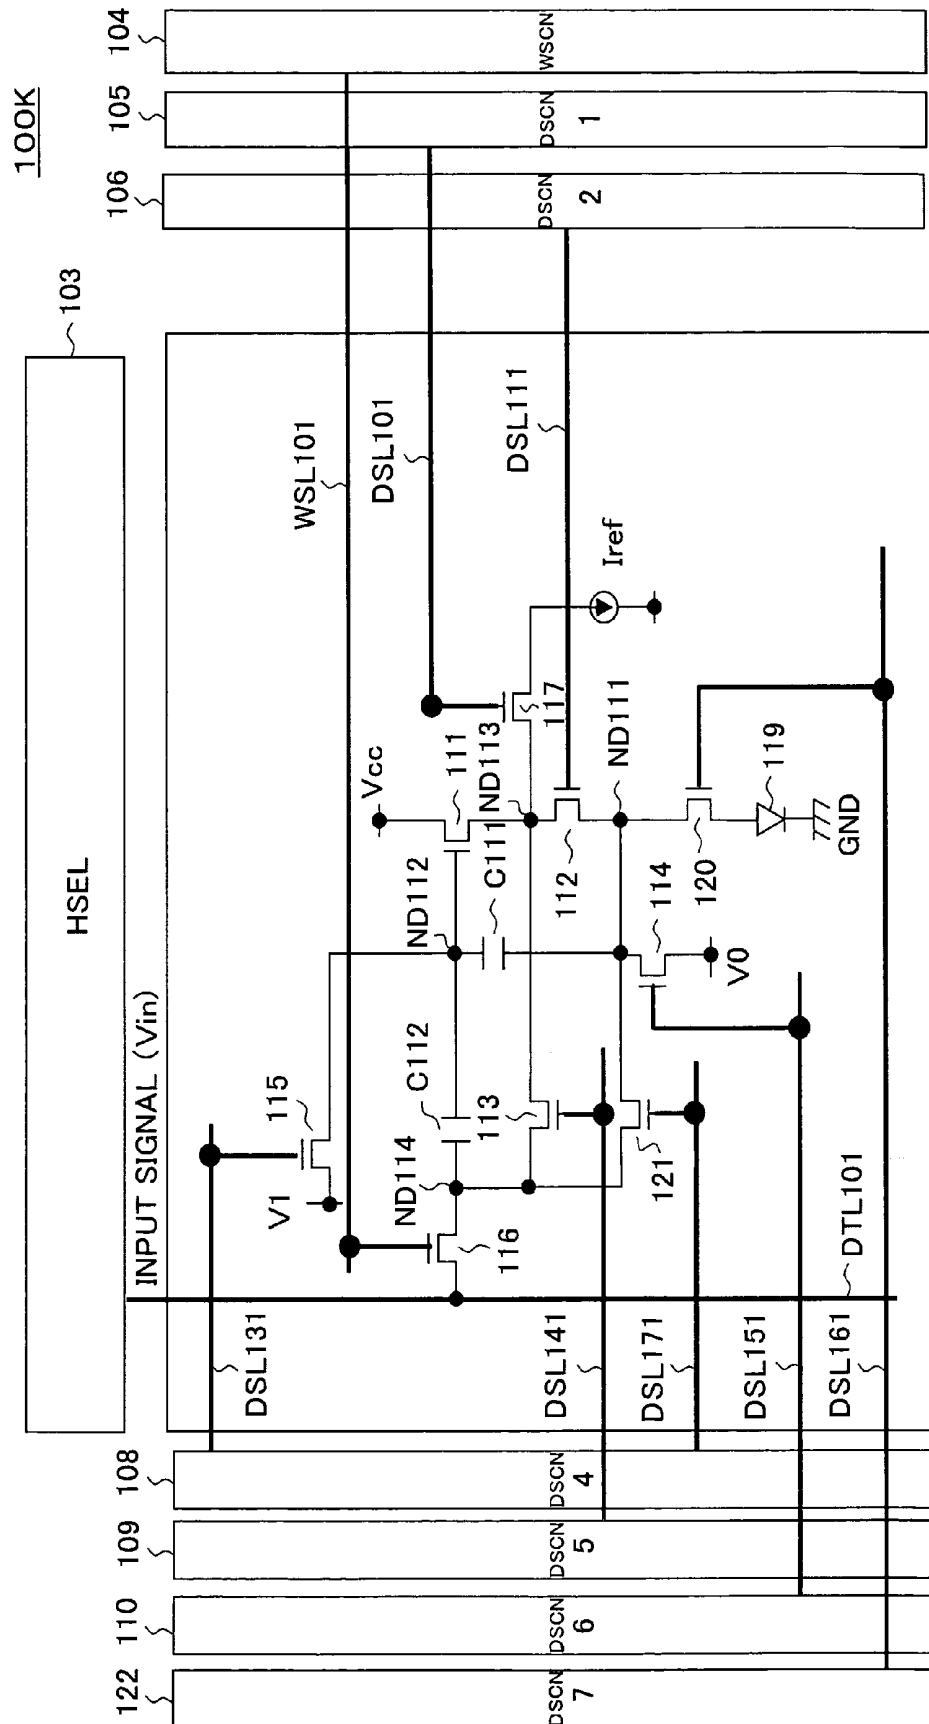 100K
104
WSCN
105
DSCN
1
106
DSCN
2
103
HSEL
INPUT SIGNAL (Vin)
WSL101
DSL101
DSL111
Iref
Vcc
111
ND113
117
ND111
119
GND
120
112
C111
ND112
114
V0
C112
113
121
115
V1
ND114
116
DTL101
DSL131
DSL141
DSL171
DSL151
DSL161
108
DSCN
4
109
DSCN
5
110
DSCN
6
122
DSCN
7